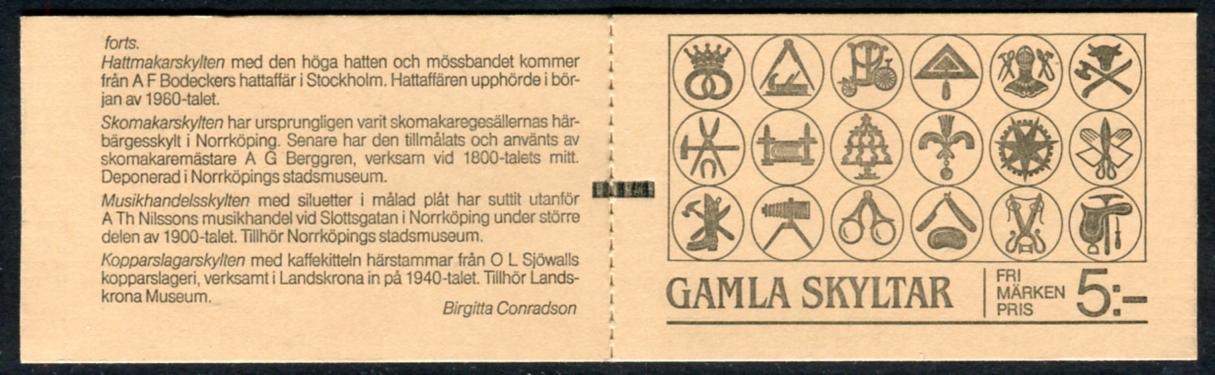 forts.
Hattmakarskylten med den höga hatten och mössbandet kommer
från A F Bodeckers hattaffär i Stockholm. Hattaffären upphörde i bör-
jan av 1960-talet.
Skomakarskylten har ursprungligen varit skomakaregesällernas här-
bärgesskylt i Norrköping. Senare har den tillmålats och använts av
skomakaremästare A G Berggren, verksam vid 1800-talets mitt.
Deponerad i Norrköpings stadsmuseum.
Musikhandelsskylten med siluetter i målad plåt har suttit utanför
A Th Nilssons musikhandel vid Slottsgatan i Norrköping under större
delen av 1900-talet. Tillhör Norrköpings stadsmuseum.
Kopparslagarskylten med kaffekitteln härstammar från O L Sjöwalls
kopparslageri, verksamt i Landskrona in på 1940-talet. Tillhör Lands-
krona Museum.
Birgitta Conradson
GAMLA SKYLTAR
FRI
MÄRKEN
PRIS
5:–